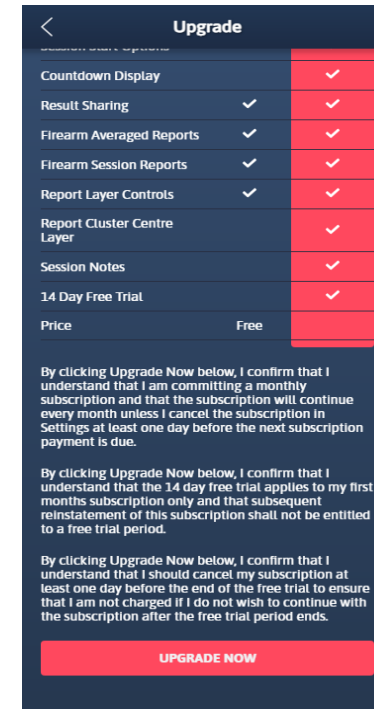 Upgrade
Session Start Options
Countdown Display
Result Sharing
Firearm Averaged Reports
Firearm Session Reports
Report Layer Controls
Report Cluster Centre
Layer
Session Notes
14 Day Free Trial
Price Free
By clicking Upgrade Now below, I confirm that I
understand that I am committing a monthly
subscription and that the subscription will continue
every month unless I cancel the subscription in
Settings at least one day before the next subscription
payment is due.
By clicking Upgrade Now below, I confirm that I
understand that the 14 day free trial applies to my first
months subscription only and that subsequent
reinstatement of this subscription shall not be entitled
to a free trial period.
By clicking Upgrade Now below, I confirm that I
understand that I should cancel my subscription at
least one day before the end of the free trial to ensure
that I am not charged if I do not wish to continue with
the subscription after the free trial period ends.
UPGRADE NOW